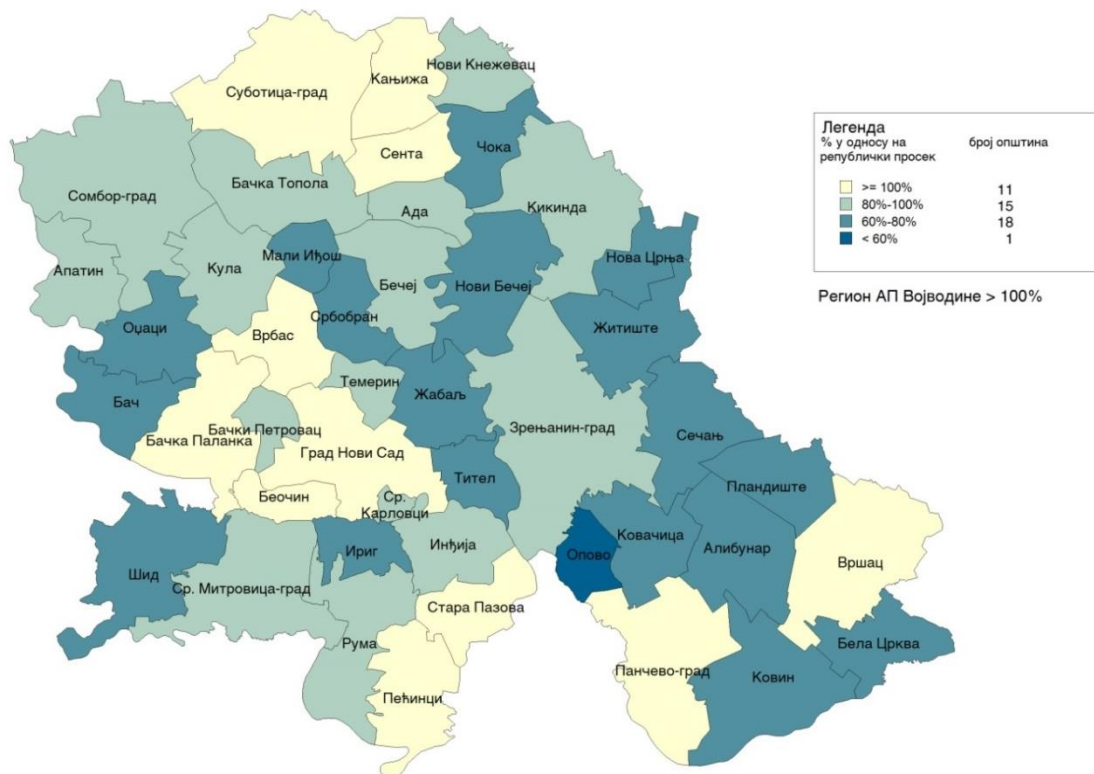 Суботица-град
Кањижа
Нови Кнежевац
Сента
Чока
Сомбор-град
Бачка Топола
Ада
Кикинда
Апатин
Кула
Мали Иђош
Бечеј
Нови Бечеј
Нова Црња
Оџаци
Србобран
Житиште
Врбас
Темерин
Жабаљ
Бач
Бачка Паланка
Бачки Петровац
Зрењанин-град
Сечањ
Град Нови Сад
Тител
Пландиште
Беочин
Ср.
Карловци
Опово
Ковачица
Алибунар
Вршац
Шид
Ириг
Инђија
Ср. Митровица-град
Стара Пазова
Рума
Бела Црква
Панчево-град
Ковин
Пећинци
Легенда
% у односу на број општина
републички просек
>= 100% 11
80%-100% 15
60%-80% 18
< 60% 1
Регион АП Војводине > 100%